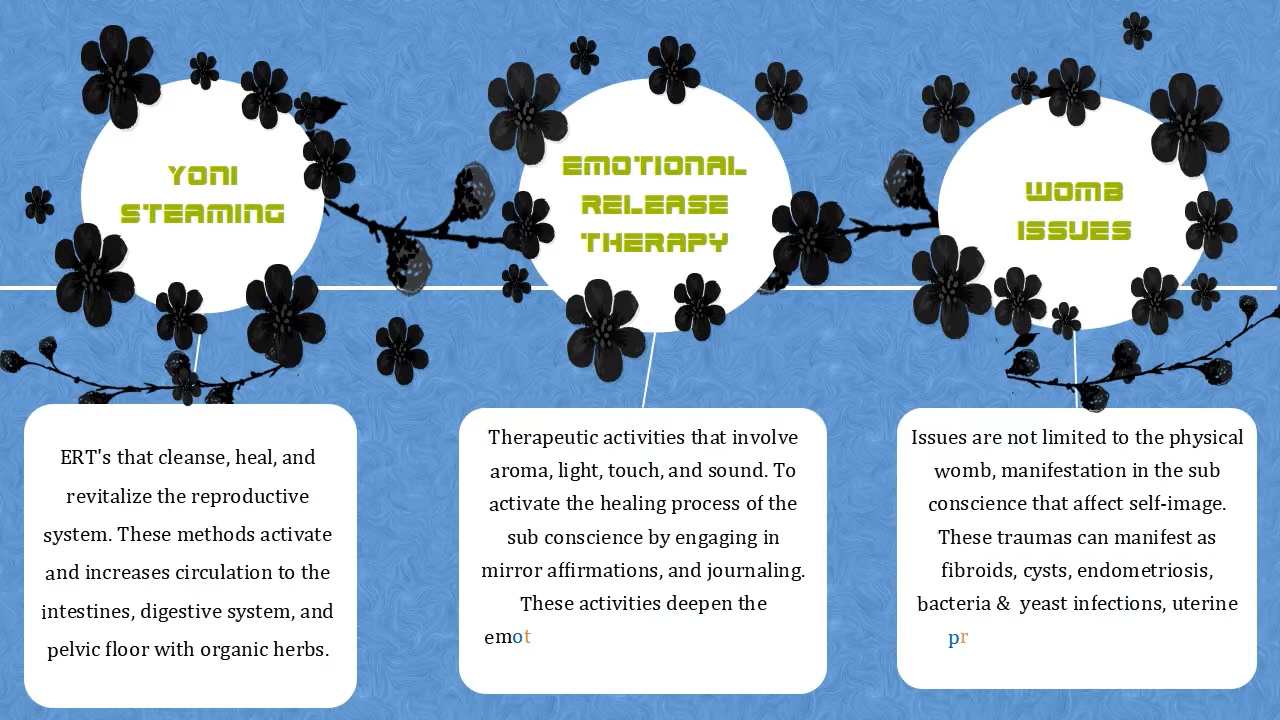 YONI
STEAMING
ERT's that cleanse, heal, and
revitalize the reproductive
system. These methods activate
and increases circulation to the
intestines, digestive system, and
pelvic floor with organic herbs.
EMOTIONAL
RELEASE
THERAPY
Therapeutic activities that involve
aroma, light, touch, and sound. To
activate the healing process of the
sub conscience by engaging in
mirror affirmations, and journaling.
These activities deepen the
emot
WOMB
ISSUES
Issues are not limited to the physical
womb, manifestation in the sub
conscience that affect self-image.
These traumas can manifest as
fibroids, cysts, endometriosis,
bacteria & yeast infections, uterine
pr